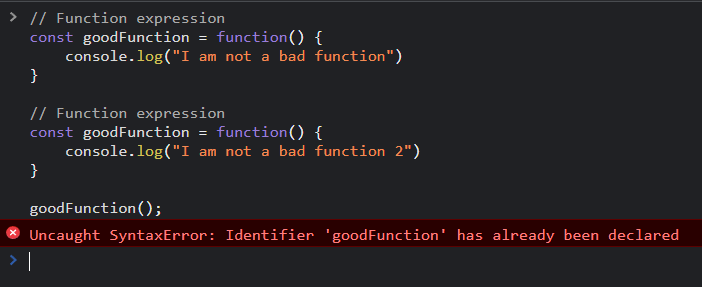 // Function expression
const goodFunction = function() {
    console.log("I am not a bad function")
}

// Function expression
const goodFunction = function() {
    console.log("I am not a bad function 2")
}

goodFunction();
Uncaught SyntaxError: Identifier 'goodFunction' has already been declared